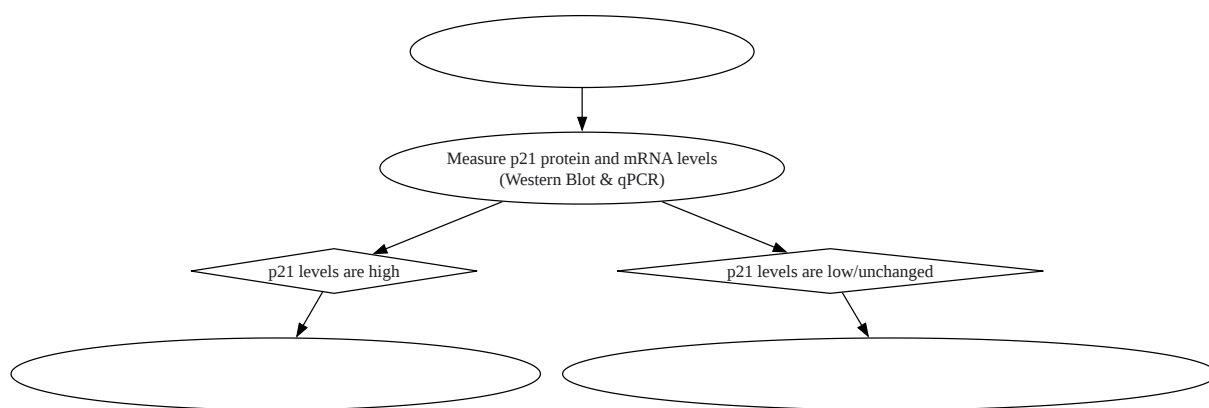 Measure p21 protein and mRNA levels
(Western Blot & qPCR)
p21 levels are high
p21 levels are low/unchanged